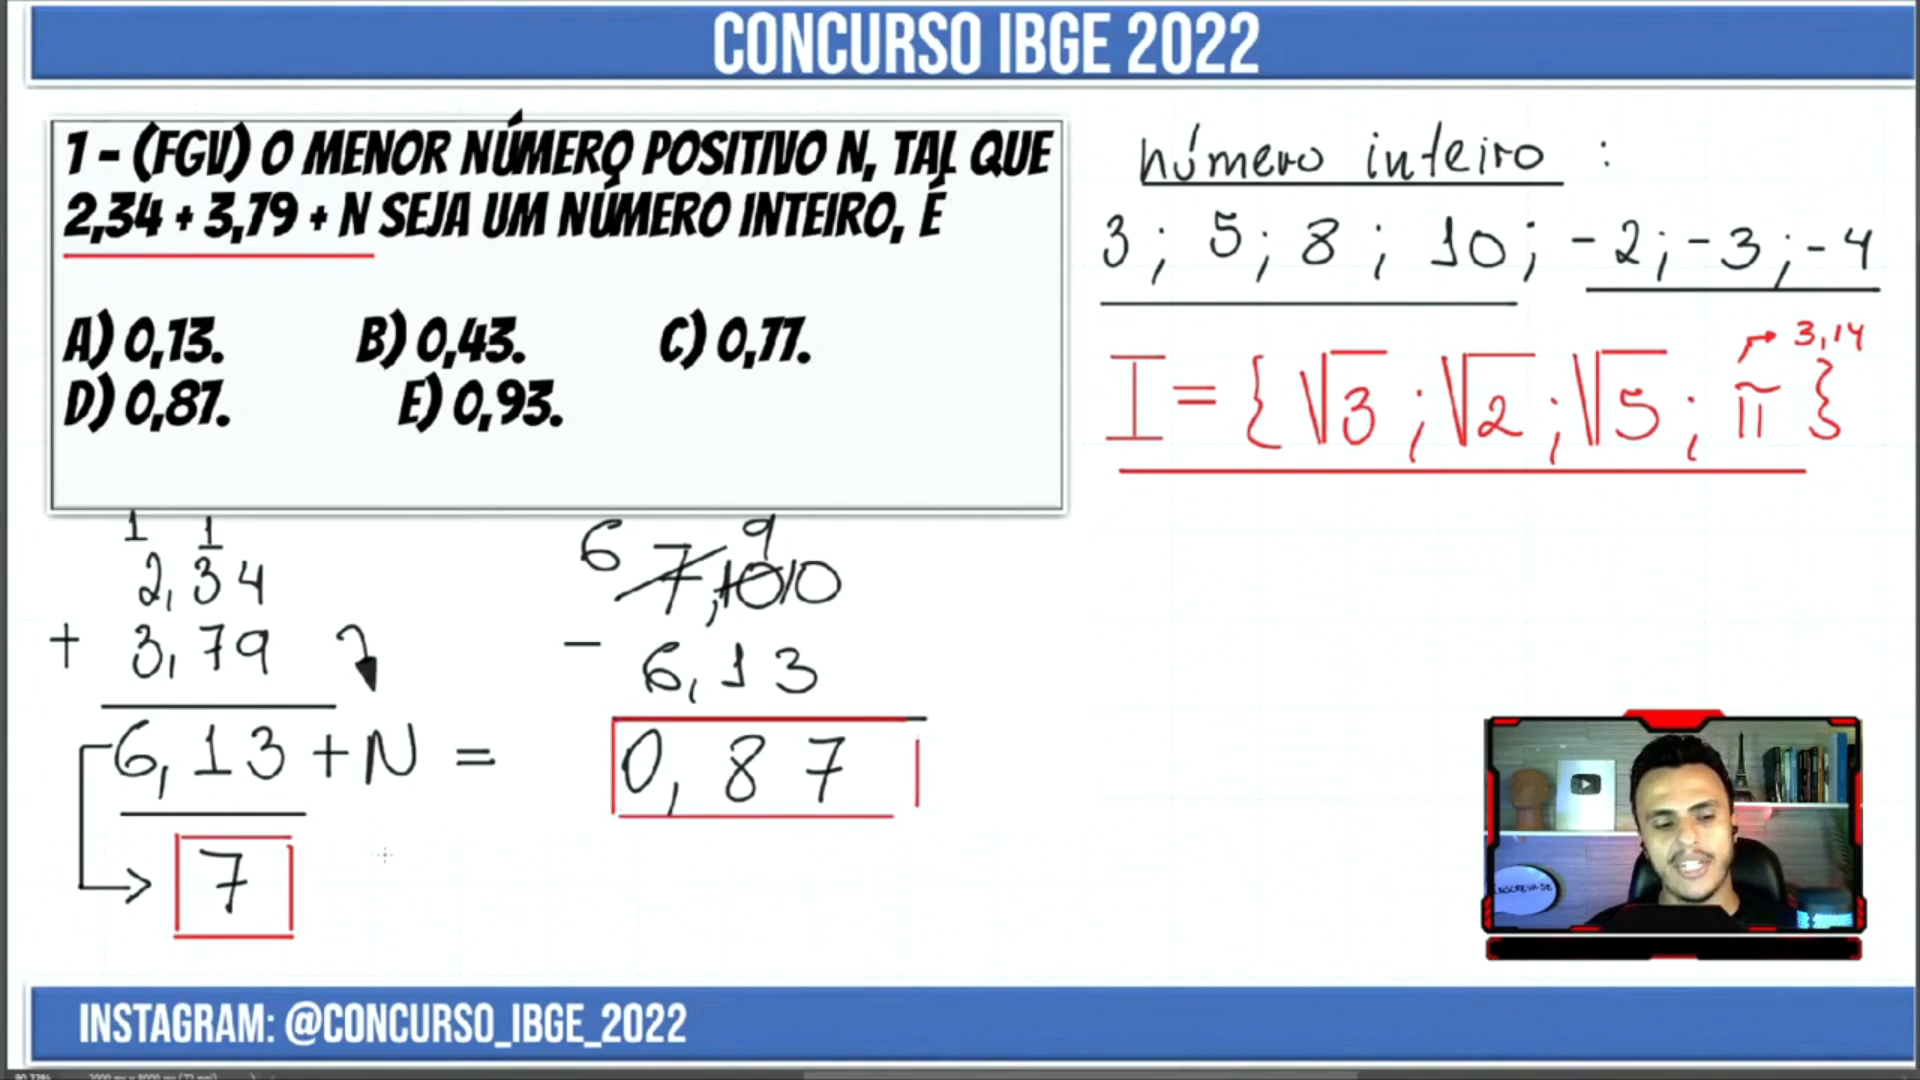 CONCURSO IBGE 2022
1 - (FGV) O MENOR NÚMERO POSITIVO N, TAL QUE
2,34 + 3,79 + N SEJA UM NÚMERO INTEIRO, É
A) 0,13. B) 0,43. C) 0,77.
D) 0,87. E) 0,93.
número inteiro :
3; 5; 8; 10; -2; -3; -4
3,14
I = { √3 ; √2 ; √5 ; π }
1 1
2,34
+ 3,79
6,13 + N =
7
6 9
7,1010
- 6,13
0,87
INSCREVA-SE
INSTAGRAM: @CONCURSO_IBGE_2022